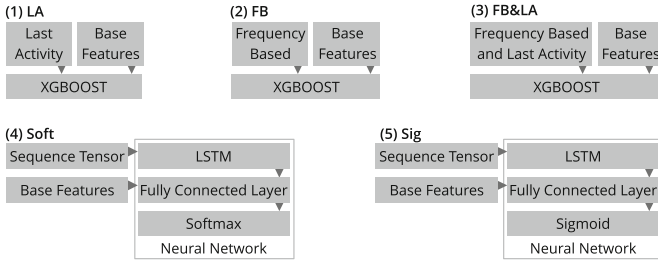 (1) LA
Last Activity
Base Features
XGBOOST
(2) FB
Frequency Based
Base Features
XGBOOST
(3) FB&LA
Frequency Based and Last Activity
Base Features
XGBOOST
(4) Soft
Sequence Tensor
LSTM
Base Features
Fully Connected Layer
Softmax
Neural Network
(5) Sig
Sequence Tensor
LSTM
Base Features
Fully Connected Layer
Sigmoid
Neural Network